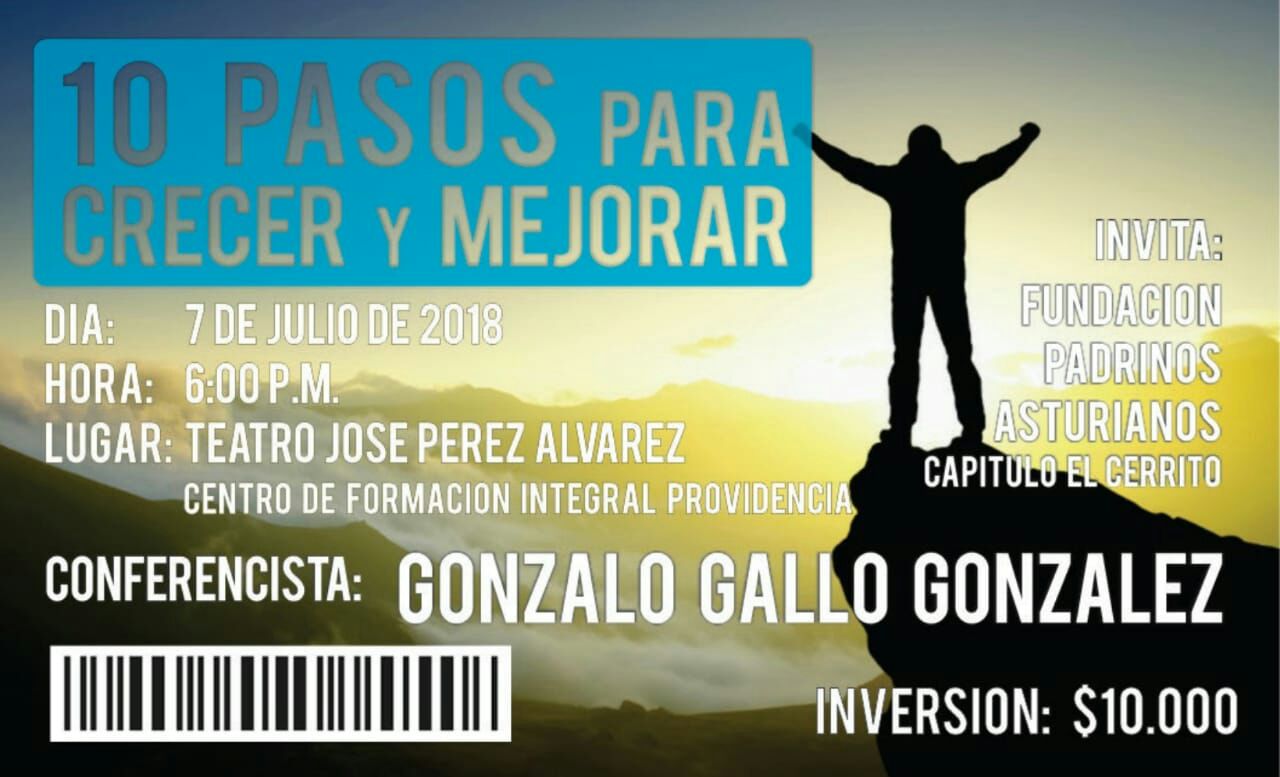 10 PASOS PARA
CRECER Y MEJORAR
DIA: 7 DE JULIO DE 2018
HORA: 6:00 P.M.
LUGAR: TEATRO JOSE PEREZ ALVAREZ
CENTRO DE FORMACION INTEGRAL PROVIDENCIA
INVITA:
FUNDACION
PADRINOS
ASTURIANOS
CAPITULO EL CERRITO
CONFERENCISTA: GONZALO GALLO GONZALEZ
INVERSION: $10.000